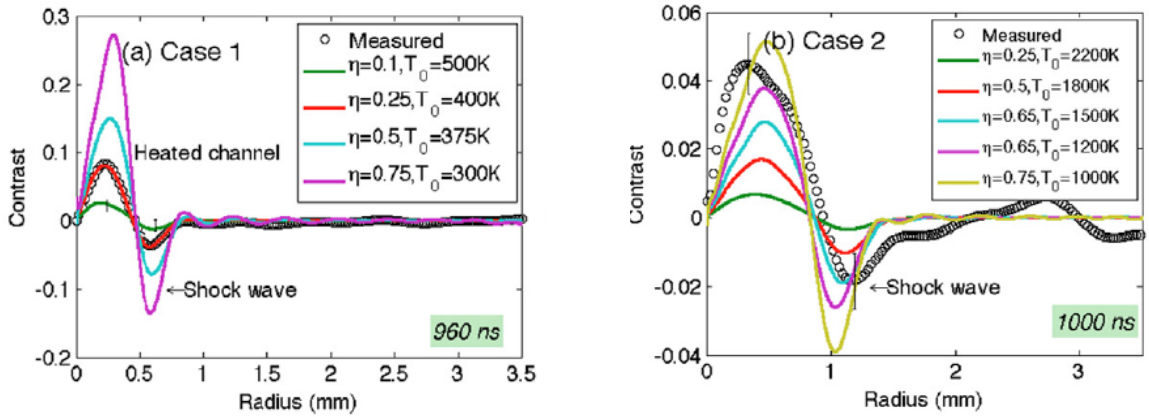 0.3
0.2
0.1
0
-0.1
-0.2
Contrast
(a) Case 1
Measured
η=0.1,T0=500K
η=0.25,T0=400K
η=0.5,T0=375K
η=0.75,T0=300K
Heated channel
←Shock wave
960 ns
0 0.5 1 1.5 2 2.5 3 3.5
Radius (mm)
0.06
0.04
0.02
0
-0.02
-0.04
Contrast
(b) Case 2
Measured
η=0.25,T0=2200K
η=0.5,T0=1800K
η=0.65,T0=1500K
η=0.65,T0=1200K
η=0.75,T0=1000K
←Shock wave
1000 ns
0 1 2 3
Radius (mm)